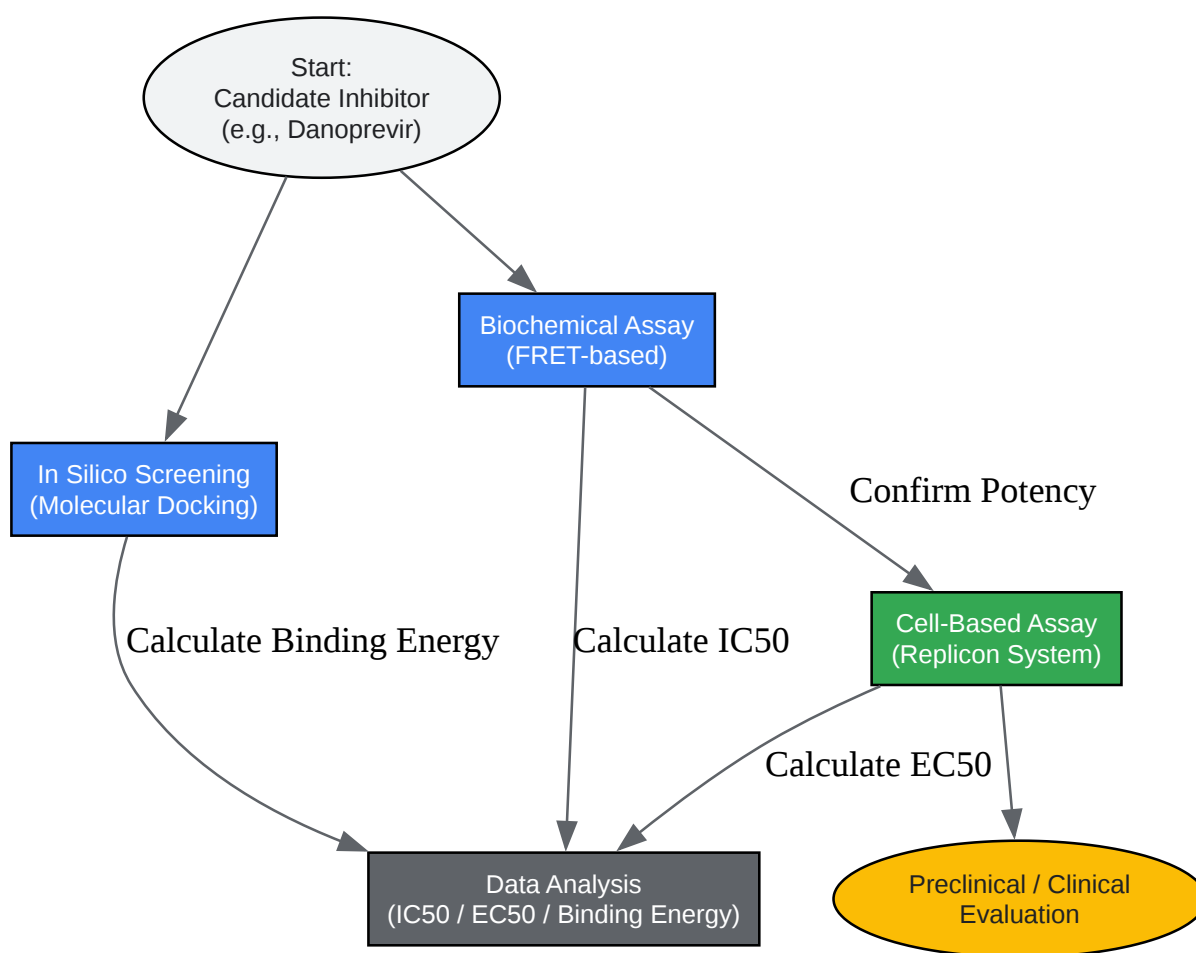 Start:
Candidate Inhibitor
(e.g., Danoprevir)
Biochemical Assay
(FRET-based)
In Silico Screening
(Molecular Docking)
Confirm Potency
Cell-Based Assay
(Replicon System)
Calculate Binding Energy
Calculate IC50
Calculate EC50
Data Analysis
(IC50 / EC50 / Binding Energy)
Preclinical / Clinical
Evaluation